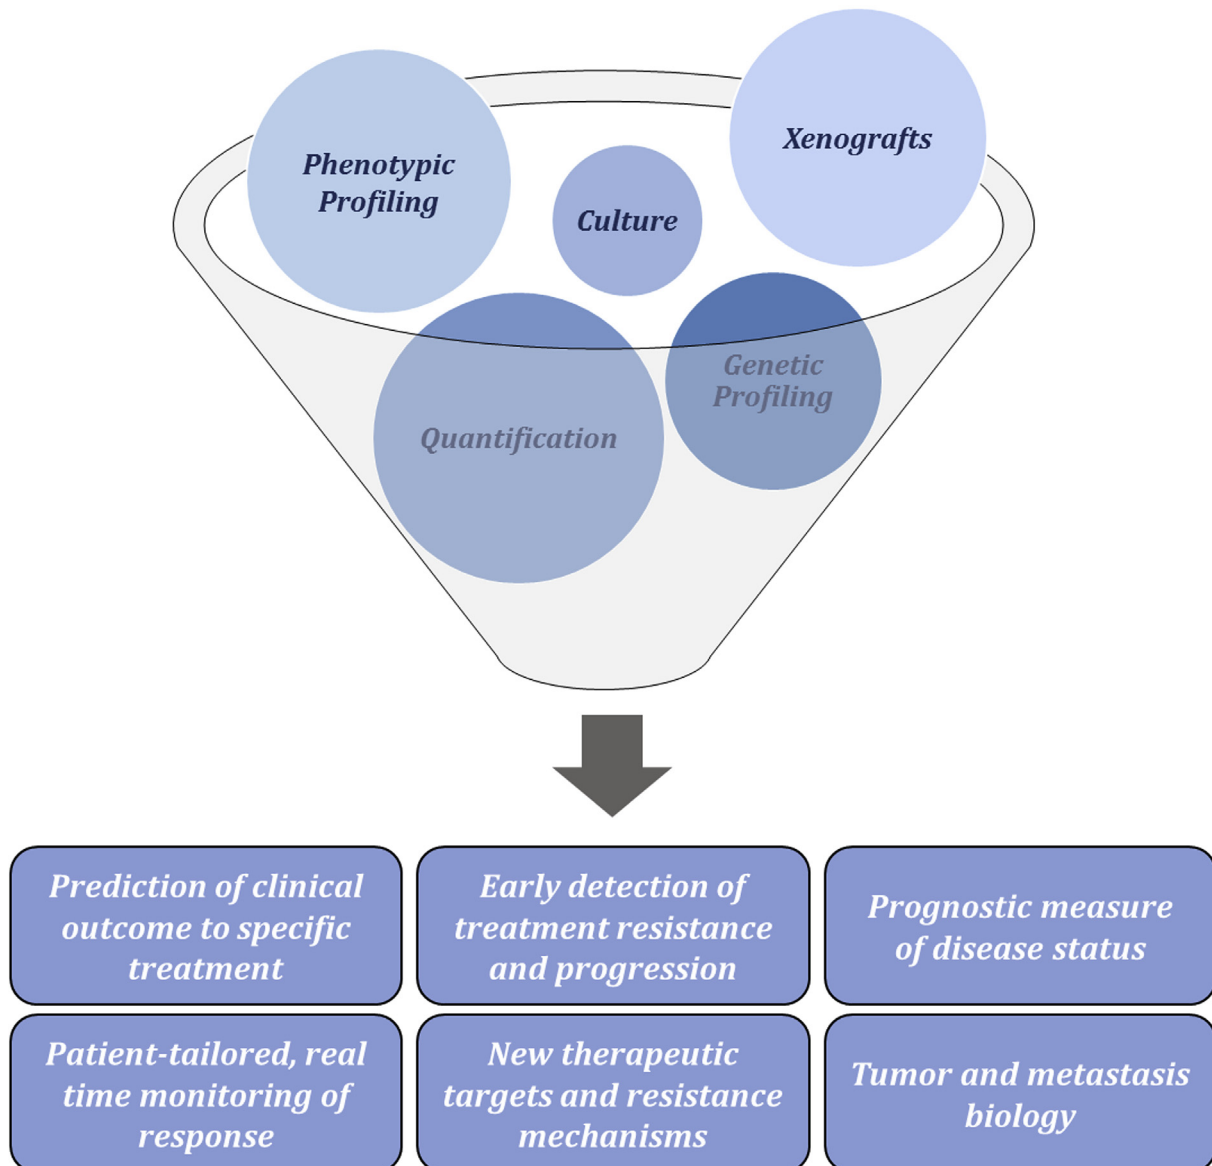 Xenografts
Phenotypic
Profiling
Culture
Genetic
Profiling
Quantification
Prediction of clinical
outcome to specific
treatment
Early detection of
treatment resistance
and progression
Prognostic measure
of disease status
Patient-tailored, real
time monitoring of
response
New therapeutic
targets and resistance
mechanisms
Tumor and metastasis
biology